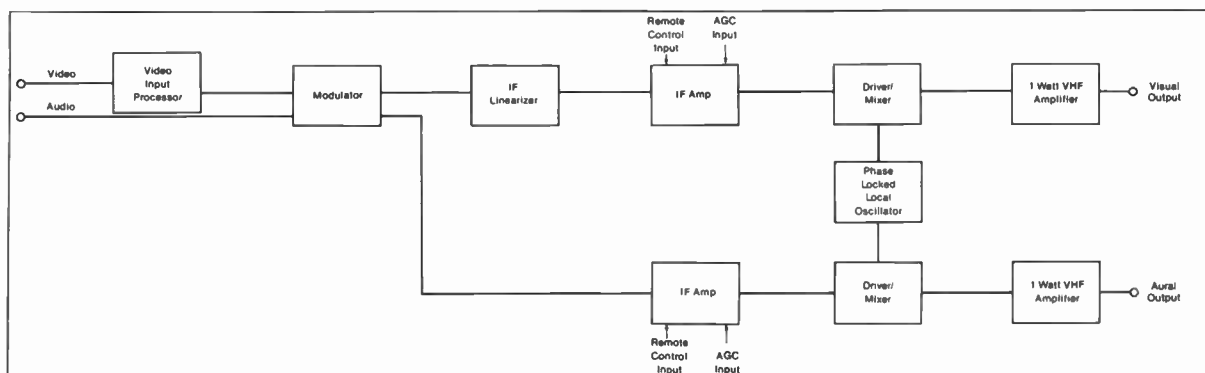 Remote
Control
Input
AGC
Input
Video
Video
Input
Processor
Audio
Modulator
IF
Linearizer
IF Amp
Driver/
Mixer
1 Watt VHF
Amplifier
Visual
Output
Phase
Locked
Local
Oscillator
IF Amp
Driver/
Mixer
1 Watt VHF
Amplifier
Aural
Output
Remote
Control
Input
AGC
Input